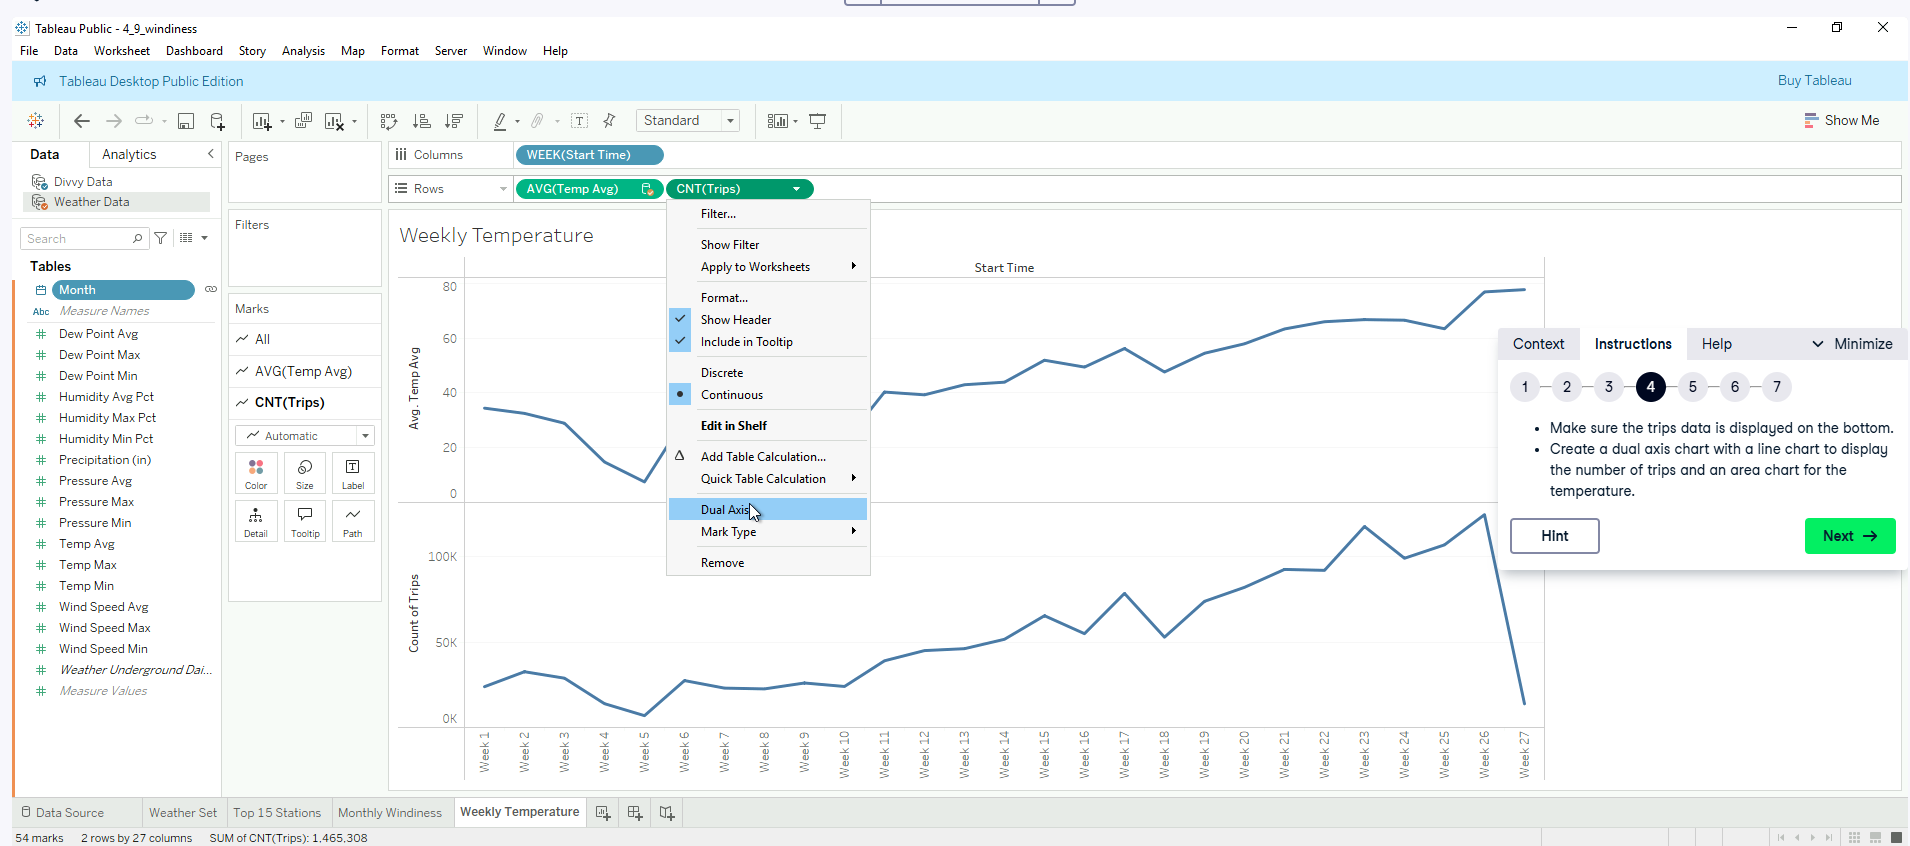 Tableau Public - 4_9_windiness
File Data Worksheet Dashboard Story Analysis Map Format Server Window Help
Tableau Desktop Public Edition
Buy Tableau
Standard
Show Me
Data
Analytics
Divvy Data
Weather Data
Search
Tables
Month
Abc Measure Names
Dew Point Avg
Dew Point Max
Dew Point Min
Humidity Avg Pct
Humidity Max Pct
Humidity Min Pct
Precipitation (in)
Pressure Avg
Pressure Max
Pressure Min
Temp Avg
Temp Max
Temp Min
Wind Speed Avg
Wind Speed Max
Wind Speed Min
Weather Underground Dai...
Measure Values
Pages
Filters
Marks
All
AVG(Temp Avg)
CNT(Trips)
Automatic
Color
Size
Label
Detail
Tooltip
Path
Columns
WEEK(Start Time)
Rows
AVG(Temp Avg)
CNT(Trips)
Weekly Temperature
Start Time
Avg. Temp Avg
80
60
40
20
0
Count of Trips
100K
50K
0K
Week 1
Week 2
Week 3
Week 4
Week 5
Week 6
Week 7
Week 8
Week 9
Week 10
Week 11
Week 12
Week 13
Week 14
Week 15
Week 16
Week 17
Week 18
Week 19
Week 20
Week 21
Week 22
Week 23
Week 24
Week 25
Week 26
Week 27
Filter...
Show Filter
Apply to Worksheets
Format...
Show Header
Include in Tooltip
Discrete
Continuous
Edit in Shelf
Add Table Calculation...
Quick Table Calculation
Dual Axis
Mark Type
Remove
Context
Instructions
Help
Minimize
1 2 3 4 5 6 7
• Make sure the trips data is displayed on the bottom.
• Create a dual axis chart with a line chart to display
the number of trips and an area chart for the
temperature.
Hint
Next
Data Source
Weather Set
Top 15 Stations
Monthly Windiness
Weekly Temperature
54 marks
2 rows by 27 columns
SUM of CNT(Trips): 1,465,308